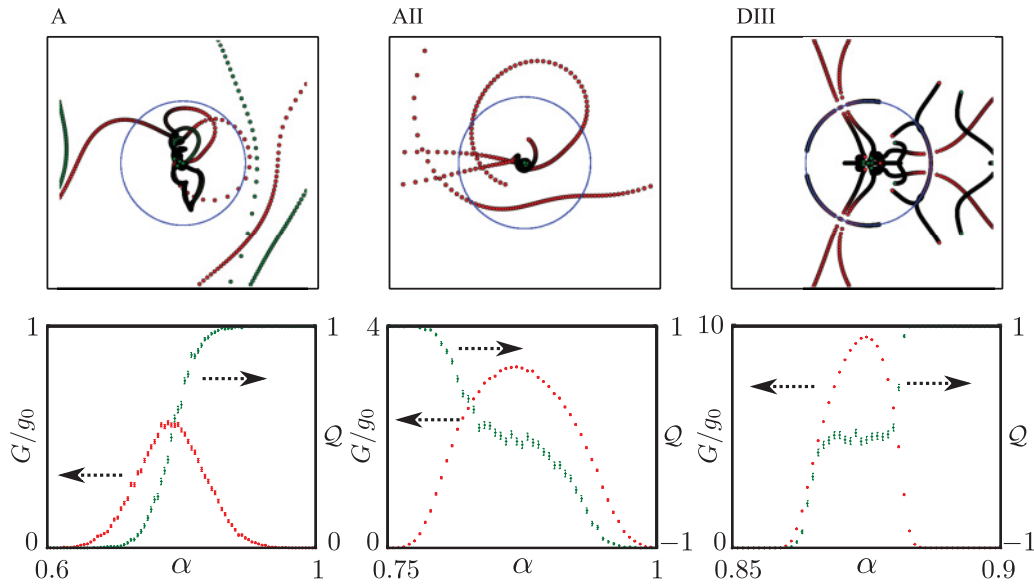 A AII DIII
1 1 4 1 10 1
G/g₀ 𝒬 G/g₀ 𝒬 G/g₀ 𝒬
0 0 0 −1 0 −1
0.6 α 1 0.75 α 1 0.85 α 0.9